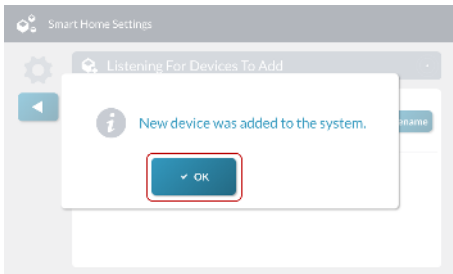 Smart Home Settings
Listening For Devices To Add
New device was added to the system.
OK